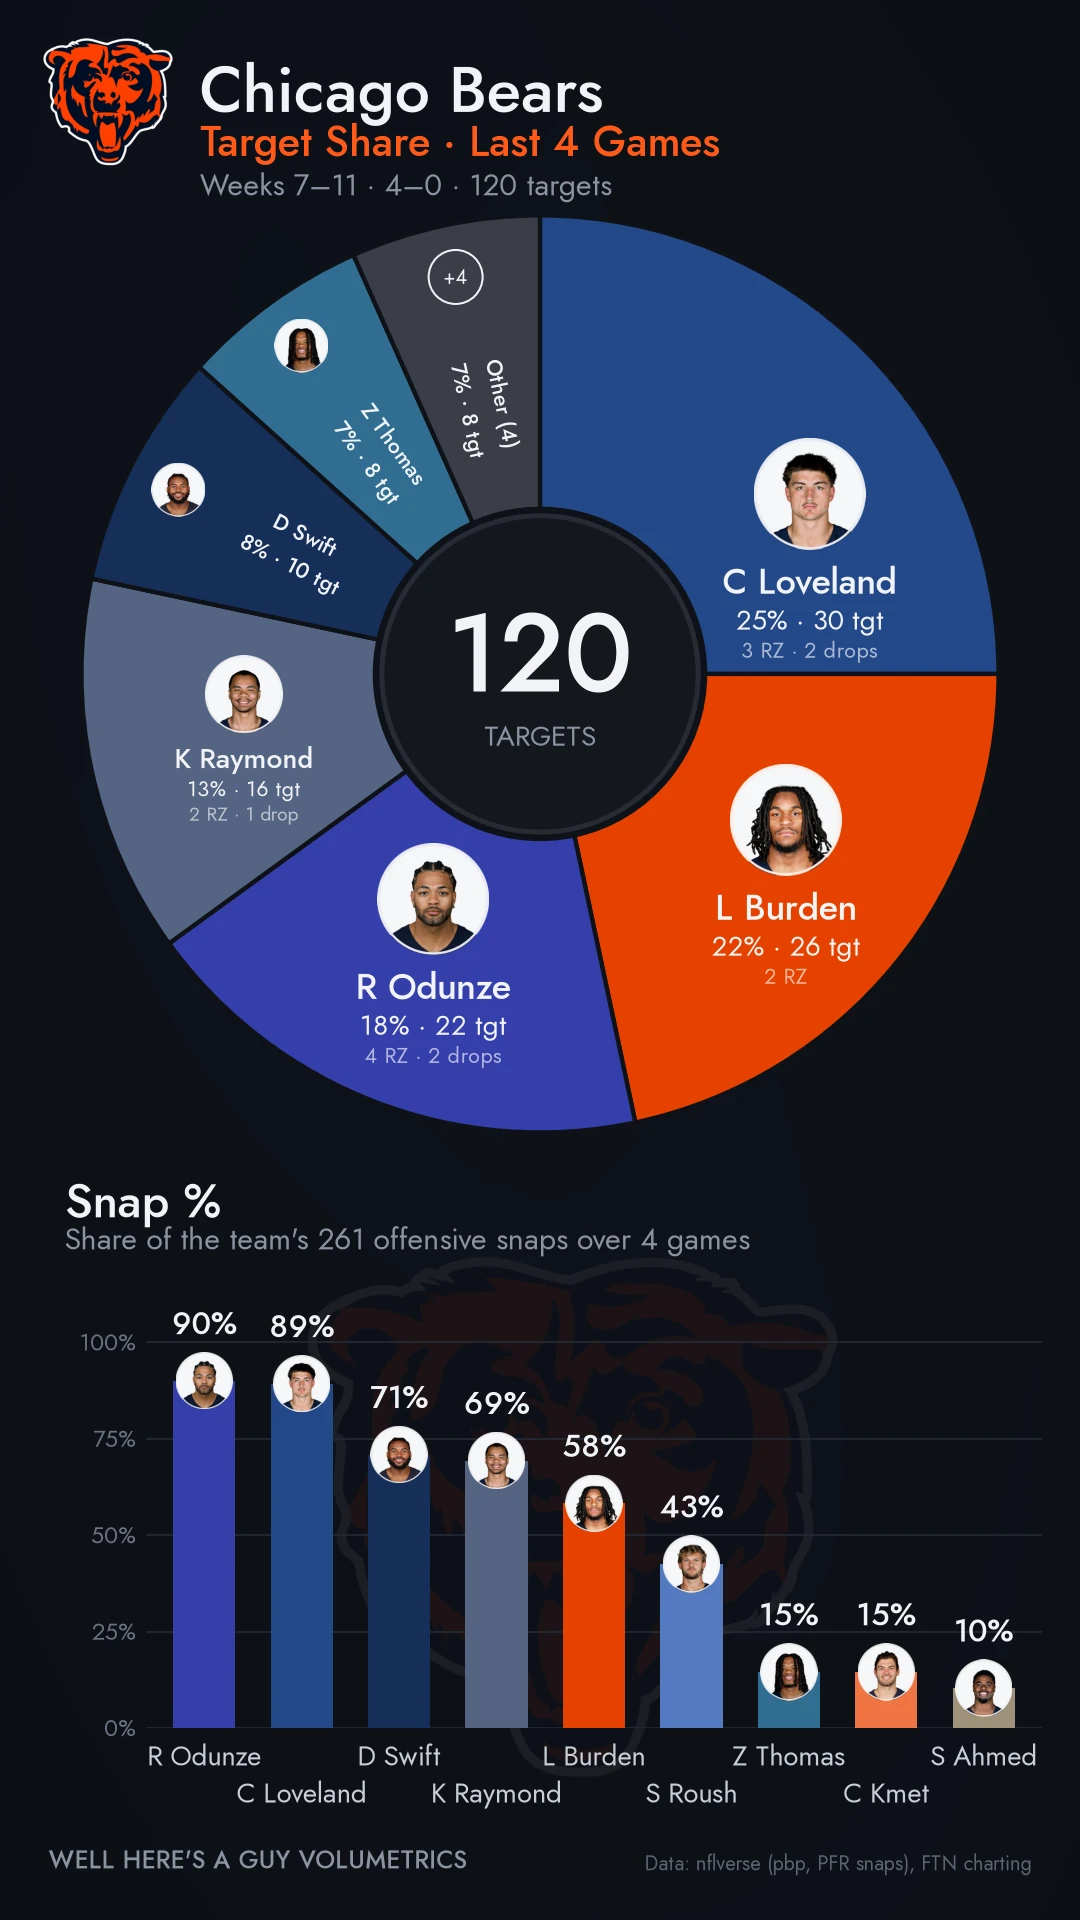 Chicago Bears
Target Share · Last 4 Games
Weeks 7–11 · 4–0 · 120 targets
+4
Other (4)
7% · 8 tgt
Z Thomas
7% · 8 tgt
D Swift
8% · 10 tgt
C Loveland
25% · 30 tgt
3 RZ · 2 drops
120
TARGETS
K Raymond
13% · 16 tgt
2 RZ · 1 drop
L Burden
22% · 26 tgt
2 RZ
R Odunze
18% · 22 tgt
4 RZ · 2 drops
Snap %
Share of the team's 261 offensive snaps over 4 games
90%
89%
71%
69%
58%
43%
15%
15%
10%
100%
75%
50%
25%
0%
R Odunze
C Loveland
D Swift
K Raymond
L Burden
S Roush
Z Thomas
C Kmet
S Ahmed
WELL HERE'S A GUY VOLUMETRICS
Data: nflverse (pbp, PFR snaps), FTN charting